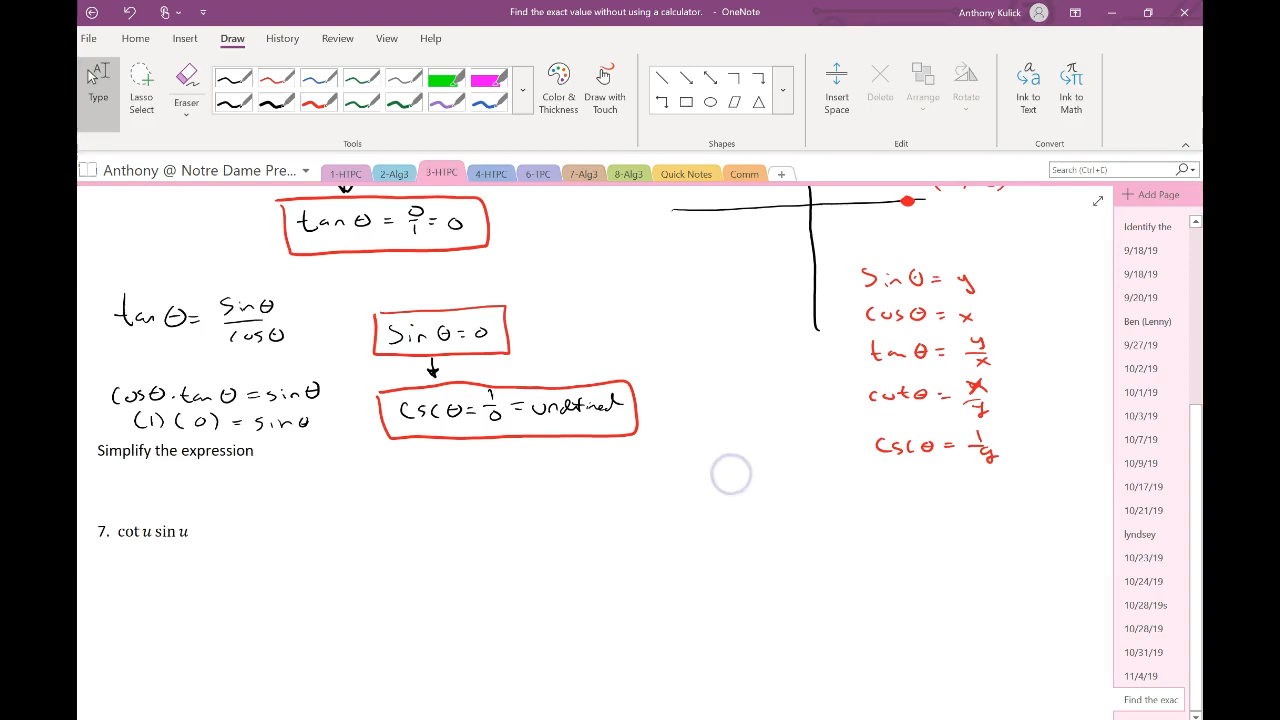 Find the exact value without using a calculator. - OneNote
Anthony Kulick
File Home Insert Draw History Review View Help
Type
Lasso Select
Eraser
Color & Thickness
Draw with Touch
Insert Space
Delete
Arrange
Rotate
Ink to Text
Ink to Math
Tools
Shapes
Edit
Convert
Anthony @ Notre Dame Pre...
1-HTPC 2-Alg3 3-HTPC 4-HTPC 6-TPC 7-Alg3 8-Alg3 Quick Notes Comm
Search (Ctrl+E)
Add Page
Identify the
9/18/19
9/18/19
9/20/19
Ben (Lenny)
9/27/19
10/2/19
10/1/19
10/3/19
10/7/19
10/9/19
10/17/19
10/21/19
lyndsey
10/23/19
10/24/19
10/28/19s
10/28/19
10/31/19
11/4/19
Find the exac
tan θ = 0/1 = 0
tan θ = sin θ / cos θ
sin θ = 0
cos θ · tan θ = sin θ
(1) (0) = sin θ
csc θ = 1/0 = undefined
sin θ = y
cos θ = x
tan θ = y/x
cot θ = x/y
csc θ = 1/y
Simplify the expression
7. cot u sin u